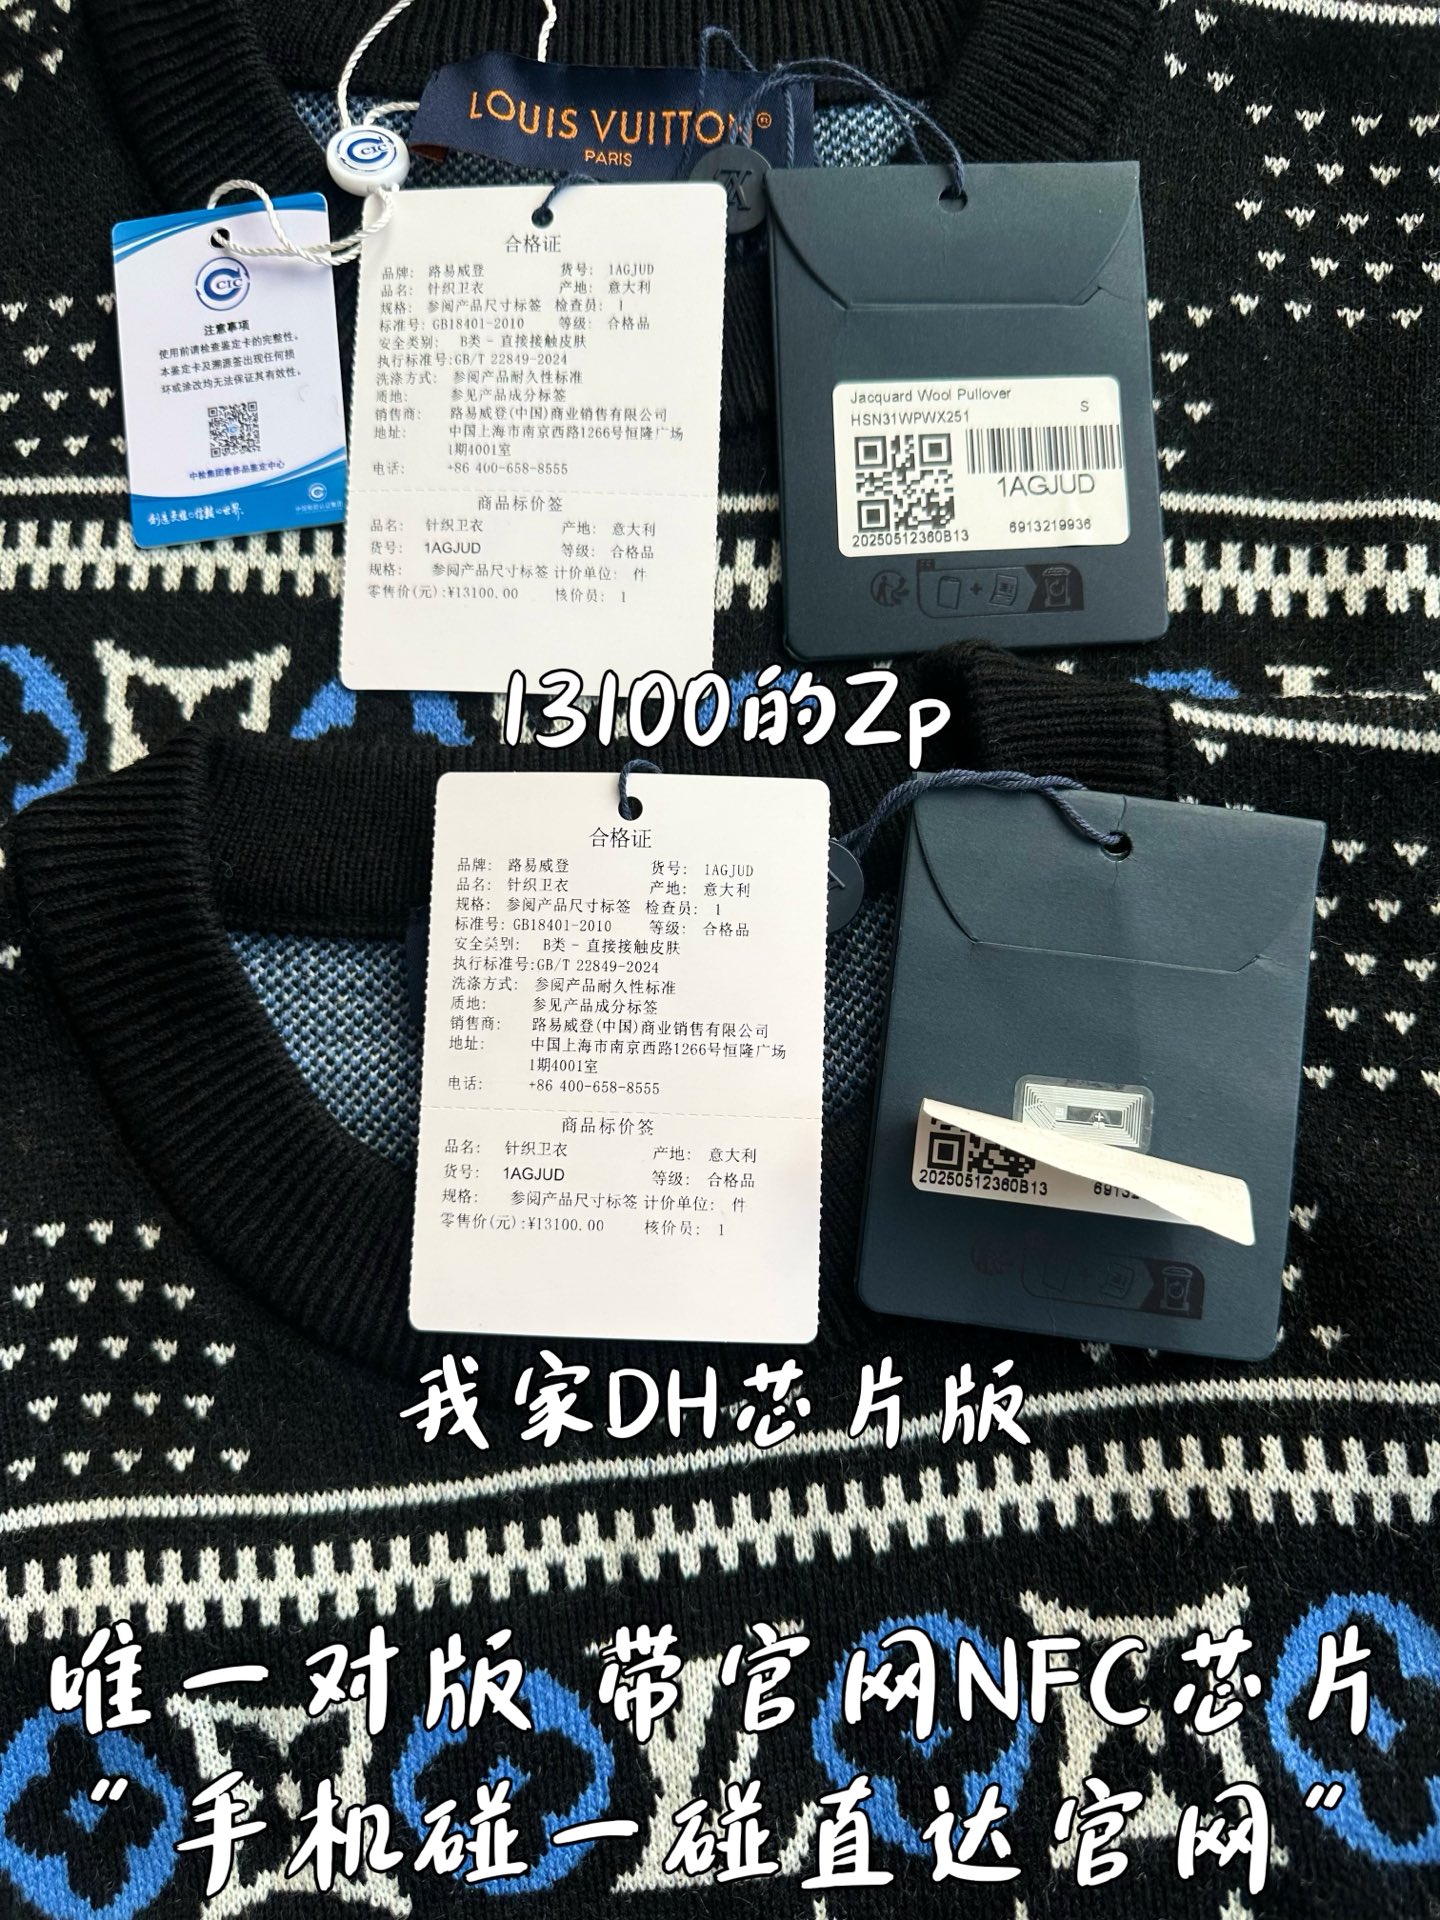 LOUIS VUITTON®
PARIS
CCIC
CCIC
注意事项
使用前请检查鉴定卡的完整性。
本鉴定卡及溯源签出现任何损
坏或涂改均无法保证其有效性。
中检集团奢侈品鉴定中心
合格证
品牌: 路易威登 货号: 1AGJUD
品名: 针织卫衣 产地: 意大利
规格: 参阅产品尺寸标签 检查员: 1
标准号: GB18401-2010 等级: 合格品
安全类别: B类 - 直接接触皮肤
执行标准号:GB/T 22849-2024
洗涤方式: 参阅产品耐久性标准
质地: 参见产品成分标签
销售商: 路易威登(中国)商业销售有限公司
地址: 中国上海市南京西路1266号恒隆广场
1期4001室
电话: +86 400-658-8555
商品标价签
品名: 针织卫衣 产地: 意大利
货号: 1AGJUD 等级: 合格品
规格: 参阅产品尺寸标签 计价单位: 件
零售价(元):¥13100.00 核价员: 1
Jacquard Wool Pullover
HSN31WPWX251 S
1AGJUD
20250512360B13 6913219936
13100的Zp
合格证
品牌: 路易威登 货号: 1AGJUD
品名: 针织卫衣 产地: 意大利
规格: 参阅产品尺寸标签 检查员: 1
标准号: GB18401-2010 等级: 合格品
安全类别: B类 - 直接接触皮肤
执行标准号:GB/T 22849-2024
洗涤方式: 参阅产品耐久性标准
质地: 参见产品成分标签
销售商: 路易威登(中国)商业销售有限公司
地址: 中国上海市南京西路1266号恒隆广场
1期4001室
电话: +86 400-658-8555
商品标价签
品名: 针织卫衣 产地: 意大利
货号: 1AGJUD 等级: 合格品
规格: 参阅产品尺寸标签 计价单位: 件
零售价(元):¥13100.00 核价员: 1
20250512360B13 69132
我家DH芯片版
唯一对版 带官网NFC芯片
"手机碰一碰直达官网"